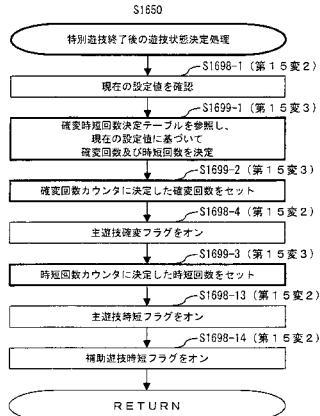 S1650
特別遊技終了後の遊技状態決定処理
S1698-1（第１５変２）
現在の設定値を確認
S1699-1（第１５変３）
確変時短回数決定テーブルを参照し、
現在の設定値に基づいて
確変回数及び時短回数を決定
S1699-2（第１５変３）
確変回数カウンタに決定した確変回数をセット
S1698-4（第１５変２）
主遊技確変フラグをオン
S1699-3（第１５変３）
時短回数カウンタに決定した時短回数をセット
S1698-13（第１５変２）
主遊技時短フラグをオン
S1698-14（第１５変２）
補助遊技時短フラグをオン
ＲＥＴＵＲＮ